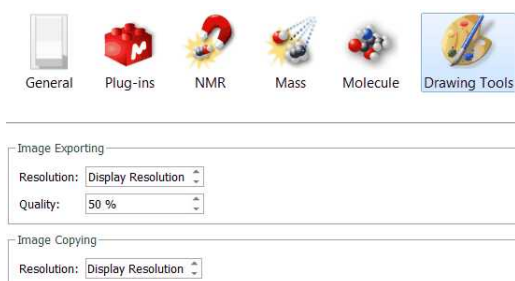 General Plug-ins NMR Mass Molecule Drawing Tools
Image Exporting
Resolution: Display Resolution
Quality: 50 %
Image Copying
Resolution: Display Resolution